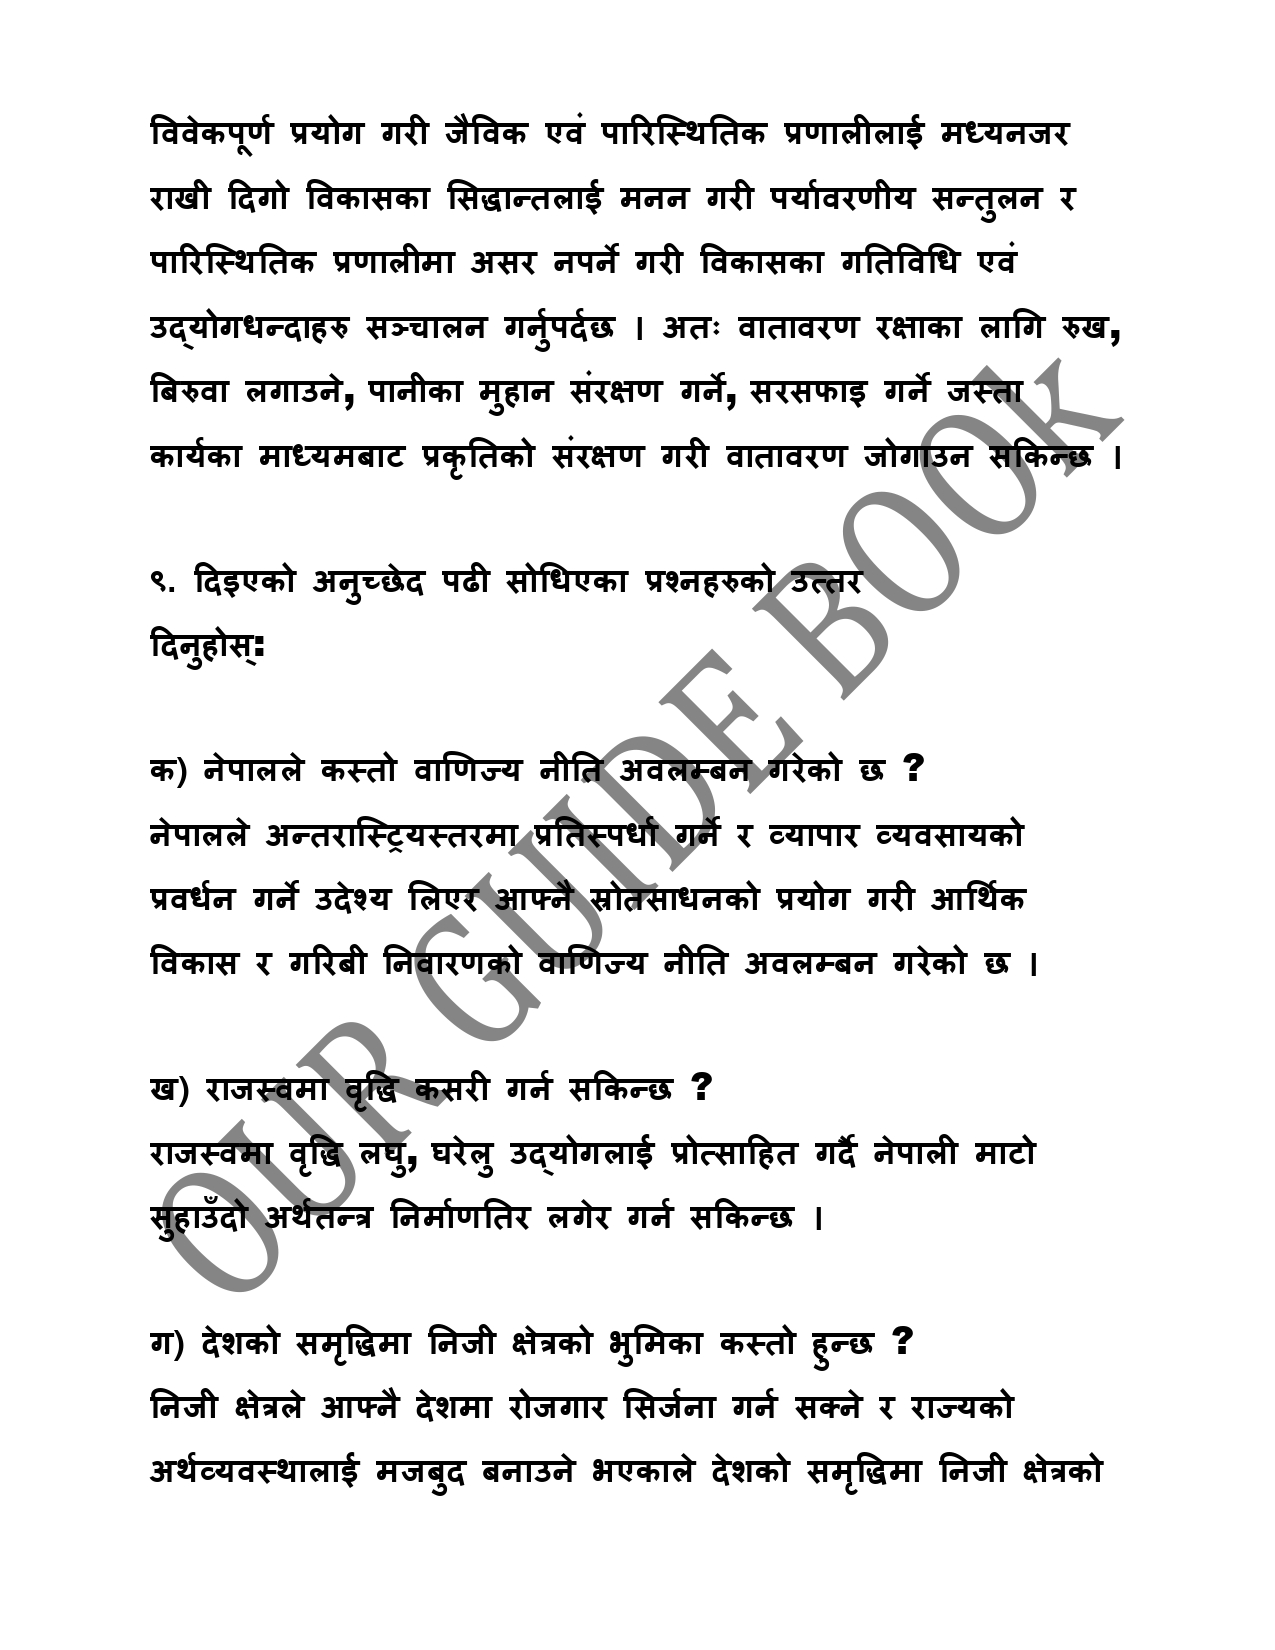 विवेकपूर्ण प्रयोग गरी जैविक एवं पारिस्थितिक प्रणालीलाई मध्यनजर
राखी दिगो विकासका सिद्धान्तलाई मनन गरी पर्यावरणीय सन्तुलन र
पारिस्थितिक प्रणालीमा असर नपर्ने गरी विकासका गतिविधि एवं
उद्‌योगधन्दाहरु सञ्चालन गर्नुपर्दछ । अतः वातावरण रक्षाका लागि रुख,
बिरुवा लगाउने, पानीका मुहान संरक्षण गर्ने, सरसफाइ गर्ने जस्ता
कार्यका माध्यमबाट प्रकृतिको संरक्षण गरी वातावरण जोगाउन सकिन्छ ।
९. दिइएको अनुच्छेद पढी सोधिएका प्रश्नहरुको उत्तर
दिनुहोस्:
क) नेपालले कस्तो वाणिज्य नीति अवलम्बन गरेको छ ?
नेपालले अन्तरास्ट्रियस्तरमा प्रतिस्पर्धा गर्ने र व्यापार व्यवसायको
प्रवर्धन गर्ने उदेश्य लिएर आफ्नै स्रोतसाधनको प्रयोग गरी आर्थिक
विकास र गरिबी निवारणको वाणिज्य नीति अवलम्बन गरेको छ ।
ख) राजस्वमा वृद्धि कसरी गर्न सकिन्छ ?
राजस्वमा वृद्धि लघु, घरेलु उद्‌योगलाई प्रोत्साहित गर्दै नेपाली माटो
सुहाउँदो अर्थतन्त्र निर्माणतिर लगेर गर्न सकिन्छ ।
ग) देशको समृद्धिमा निजी क्षेत्रको भुमिका कस्तो हुन्छ ?
निजी क्षेत्रले आफ्नै देशमा रोजगार सिर्जना गर्न सक्ने र राज्यको
अर्थव्यवस्थालाई मजबुद बनाउने भएकाले देशको समृद्धिमा निजी क्षेत्रको
OUR GUIDE BOOk